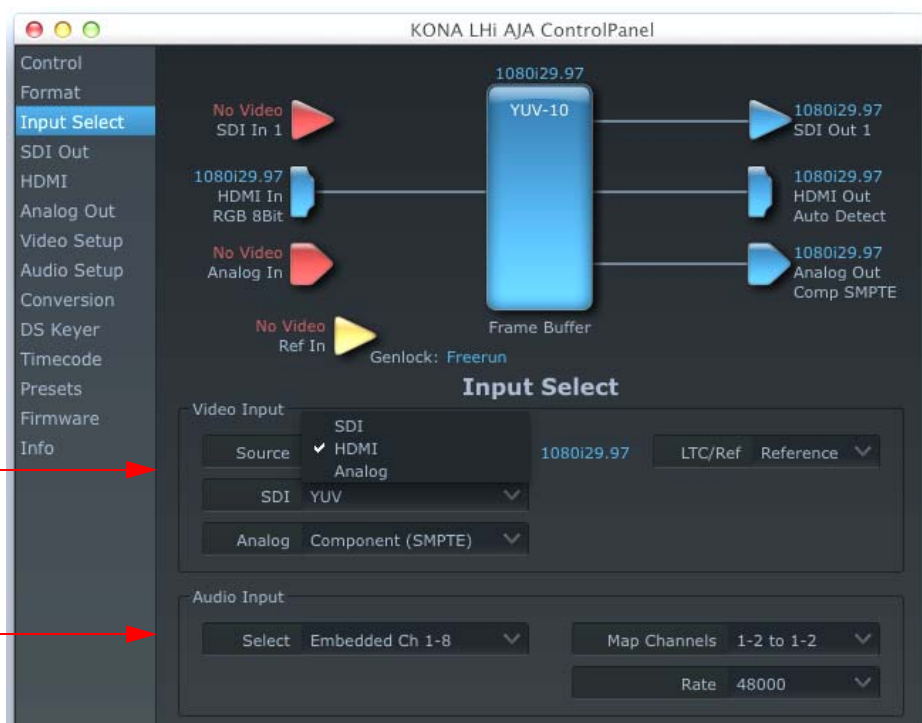 KONA LHi AJA ControlPanel
Control
Format
Input Select
SDI Out
HDMI
Analog Out
Video Setup
Audio Setup
Conversion
DS Keyer
Timecode
Presets
Firmware
Info
1080i29.97
YUV-10
No Video
SDI In 1
1080i29.97
SDI Out 1
1080i29.97
HDMI In
RGB 8Bit
1080i29.97
HDMI Out
Auto Detect
No Video
Analog In
1080i29.97
Analog Out
Comp SMPTE
No Video
Ref In
Frame Buffer
Genlock: Freerun
Input Select
Video Input
Source
SDI
HDMI
Analog
1080i29.97
LTC/Ref Reference
SDI YUV
Analog Component (SMPTE)
Audio Input
Select Embedded Ch 1-8
Map Channels 1-2 to 1-2
Rate 48000